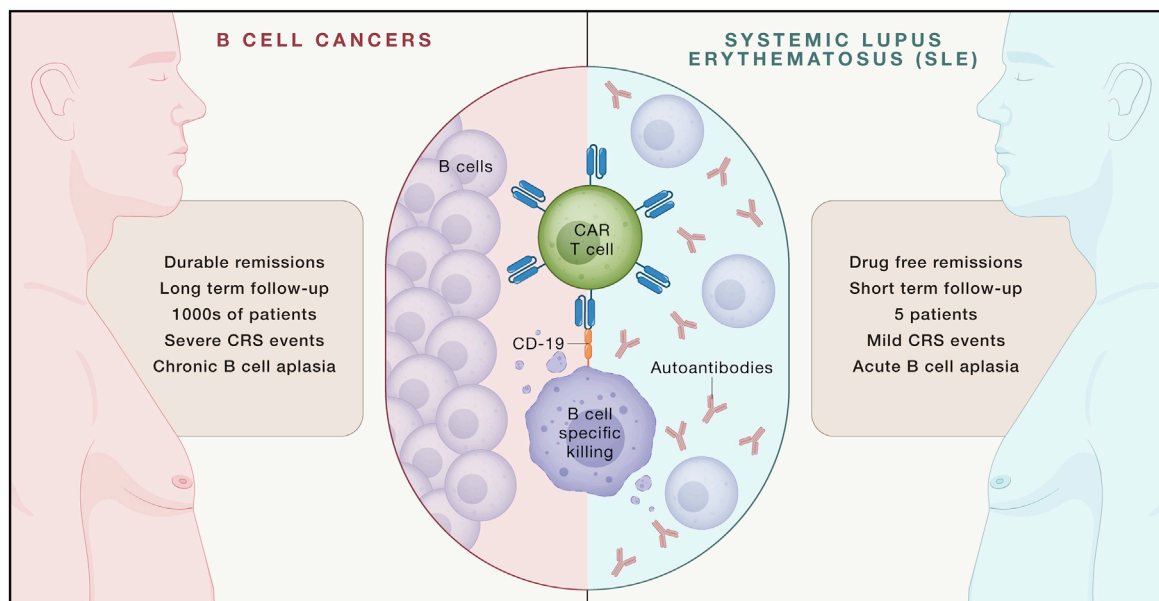 B CELL CANCERS
SYSTEMIC LUPUS
ERYTHEMATOSUS (SLE)
B cells
CAR
T cell
Durable remissions
Long term follow-up
1000s of patients
Severe CRS events
Chronic B cell aplasia
CD-19
B cell
specific
killing
Autoantibodies
Drug free remissions
Short term follow-up
5 patients
Mild CRS events
Acute B cell aplasia